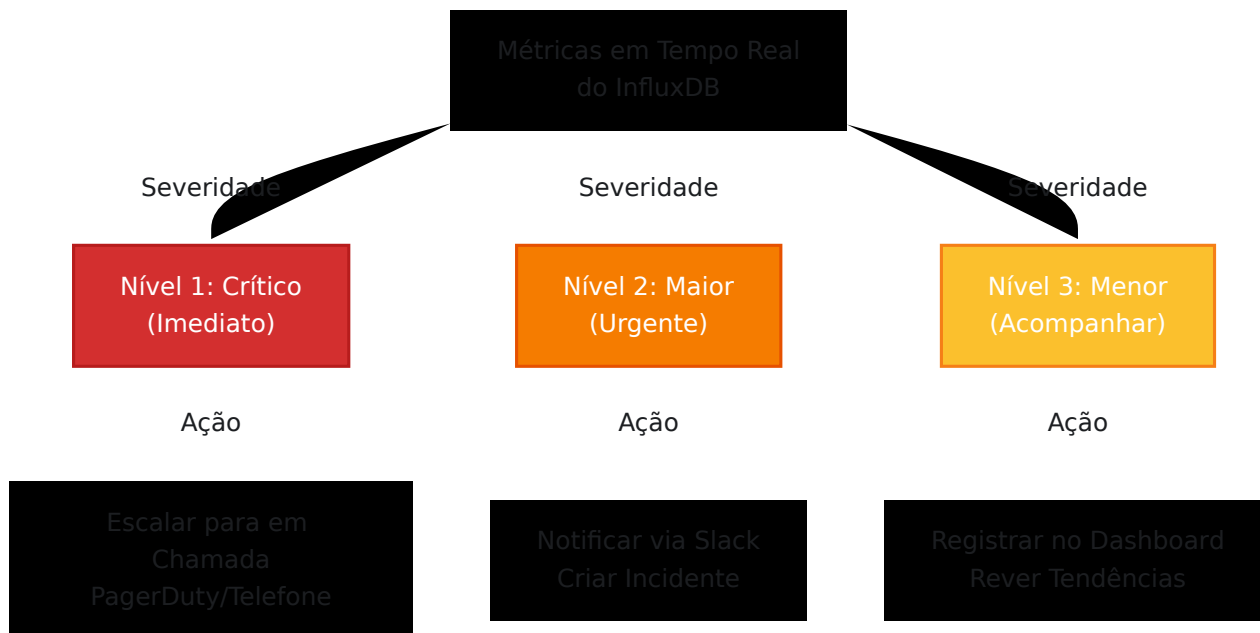 Métricas em Tempo Real
do InfluxDB
Severidade
Severidade
Severidade
Nível 1: Crítico
(Imediato)
Nível 2: Maior
(Urgente)
Nível 3: Menor
(Acompanhar)
Ação
Ação
Ação
Escalar para em
Chamada
PagerDuty/Telefone
Notificar via Slack
Criar Incidente
Registrar no Dashboard
Rever Tendências